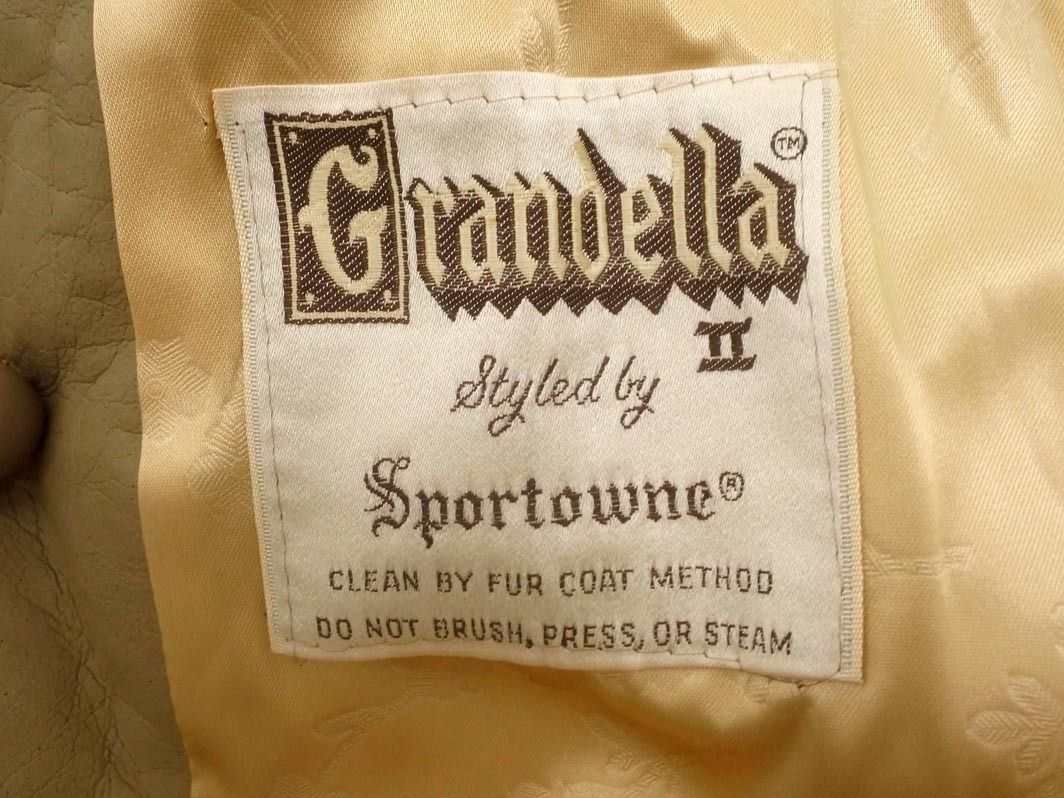 Grandella™
II
Styled by
Sportowne®
CLEAN BY FUR COAT METHOD
DO NOT BRUSH, PRESS, OR STEAM